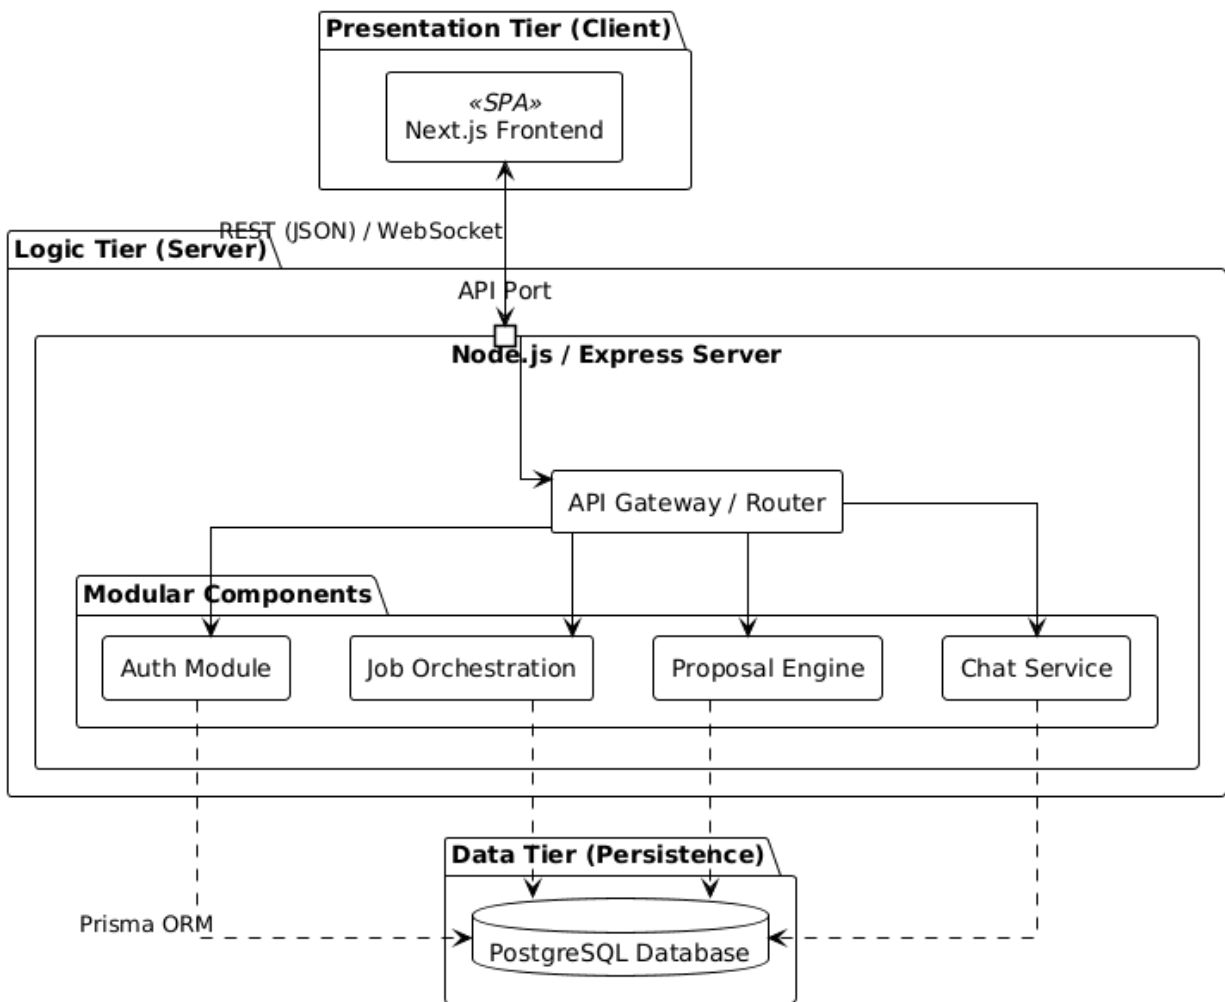 Presentation Tier (Client)
«SPA»
Next.js Frontend
REST (JSON) / WebSocket
Logic Tier (Server)
API Port
Node.js / Express Server
API Gateway / Router
Modular Components
Auth Module
Job Orchestration
Proposal Engine
Chat Service
Data Tier (Persistence)
Prisma ORM
PostgreSQL Database